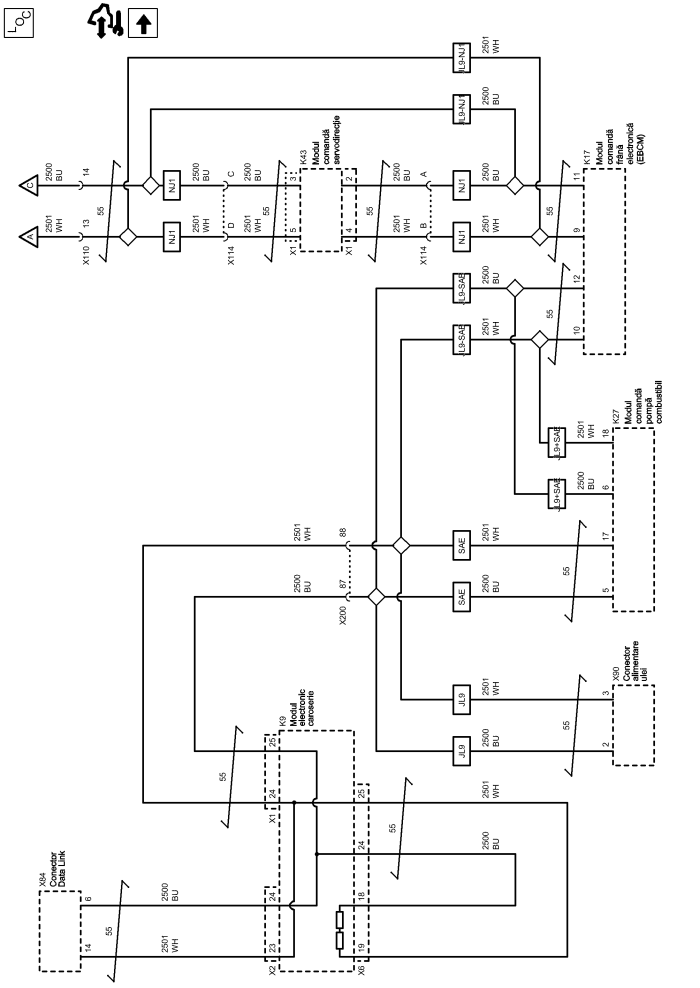 LOC
X84
Conector
Data Link
14
6
2501
WH
2500
BU
55
X2
23
24
X1
24
25
K9
Modul
electronic
caroserie
55
X6
19
18
24
25
55
2500
BU
2501
WH
2500
BU
2501
WH
X200
87
88
JL9
2500
BU
JL9
2501
WH
55
2
3
X90
Conector
alimentare
ulei
SAE
2500
BU
SAE
2501
WH
55
5
17
6
18
JL9+SAE
2500
BU
JL9+SAE
2501
WH
K27
Modul
comandă
pompă
combustibil
JL9-SAE
2501
WH
JL9-SAE
2500
BU
55
10
12
9
11
55
K17
Modul
comandă
frână
electronică
(EBCM)
A
2501
WH
13
X110
C
2500
BU
14
55
NJ1
2501
WH
NJ1
2500
BU
D
X114
C
2501
WH
2500
BU
55
X1
5
3
K43
Modul
comandă
servodirecție
X1
4
2
55
2501
WH
2500
BU
X114
B
A
NJ1
2501
WH
NJ1
2500
BU
JL9-NJ1
2500
BU
JL9-NJ1
2501
WH